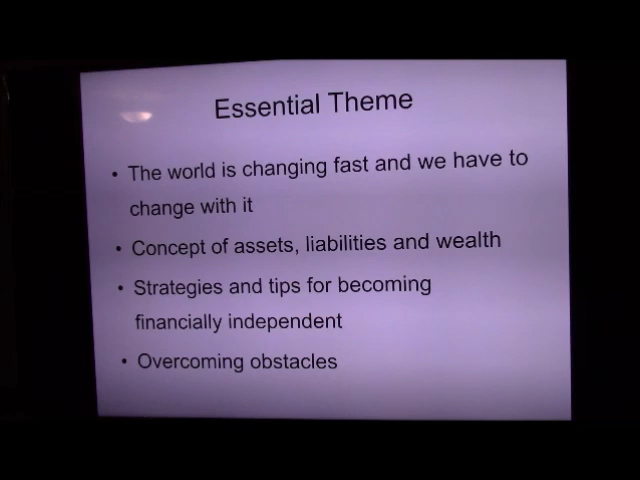 Essential Theme
• The world is changing fast and we have to
change with it
• Concept of assets, liabilities and wealth
• Strategies and tips for becoming
financially independent
• Overcoming obstacles